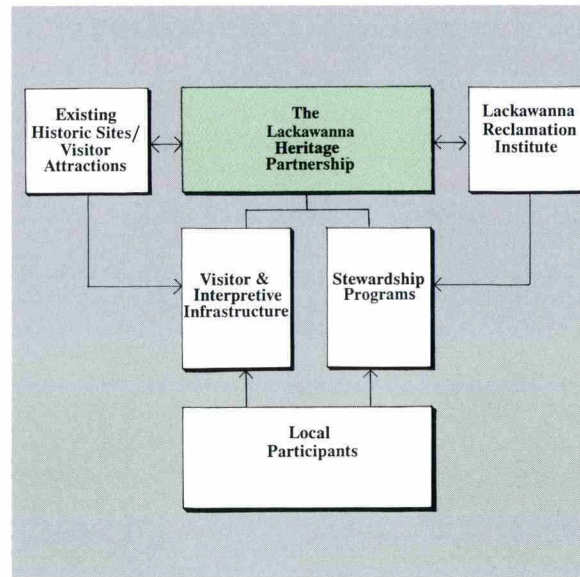 Existing
Historic Sites/
Visitor
Attractions
The
Lackawanna
Heritage
Partnership
Lackawanna
Reclamation
Institute
Visitor &
Interpretive
Infrastructure
Stewardship
Programs
Local
Participants